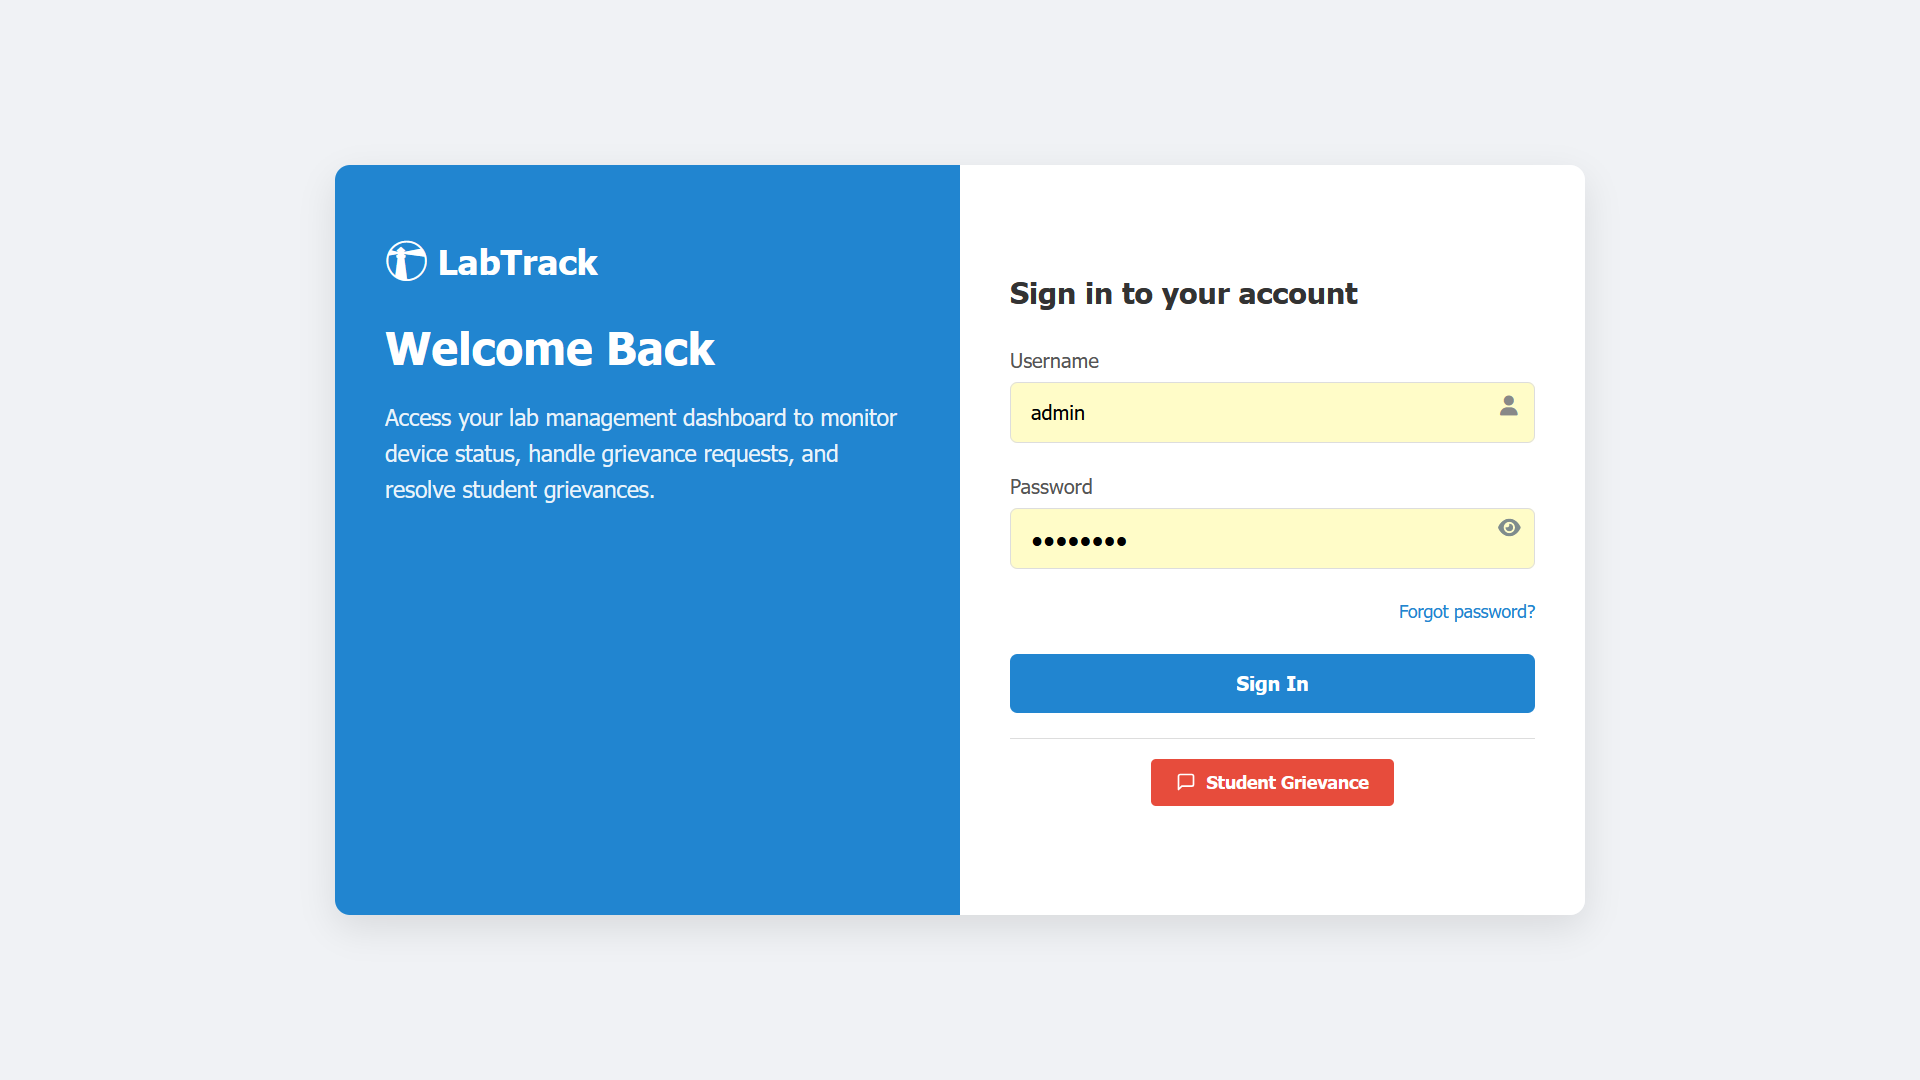 LabTrack
Welcome Back
Access your lab management dashboard to monitor
device status, handle grievance requests, and
resolve student grievances.
Sign in to your account
Username
admin
Password
••••••••
Forgot password?
Sign In
Student Grievance